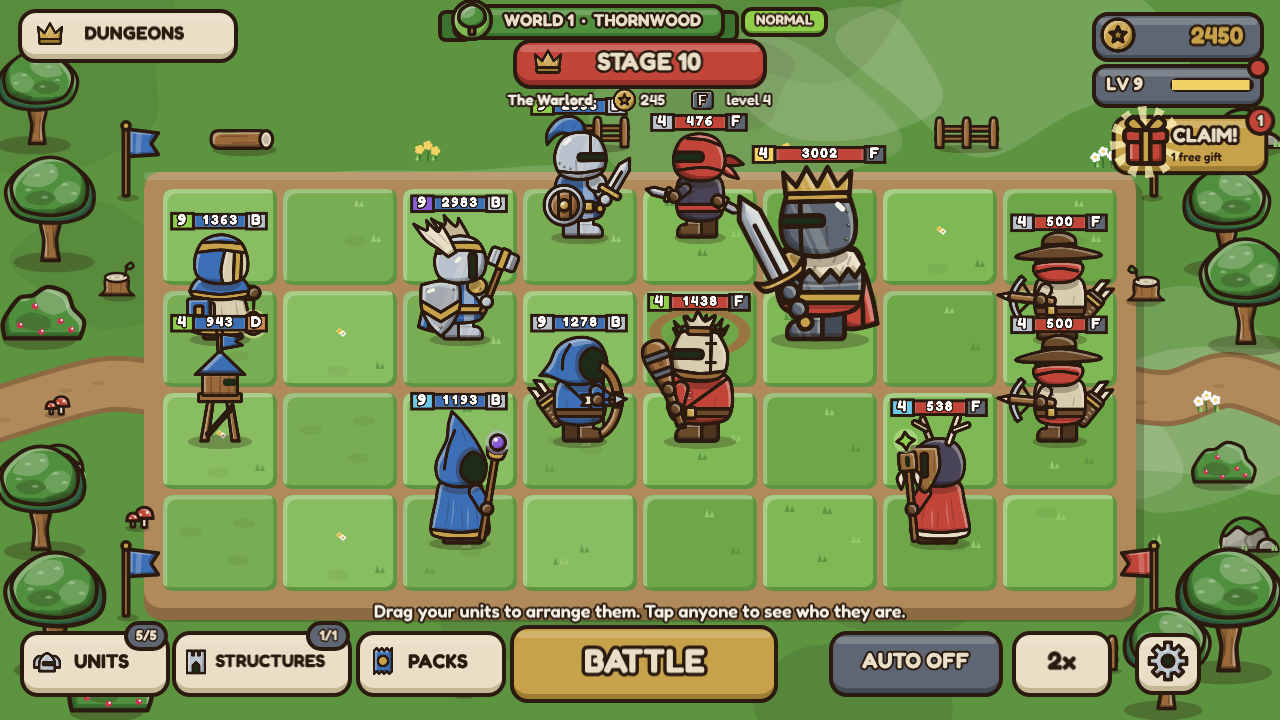 DUNGEONS
WORLD 1 • THORNWOOD
NORMAL
STAGE 10
The Warlord
245
F
level 4
2450
LV 9
CLAIM!
1 free gift
1
4 476 F
4 3002 F
9 1363 B
9 2983 B
4 500 F
4 943 D
9 1278 B
4 1438 F
4 500 F
9 1193 B
4 538 F
Drag your units to arrange them. Tap anyone to see who they are.
UNITS
5/5
STRUCTURES
1/1
PACKS
BATTLE
AUTO OFF
2x